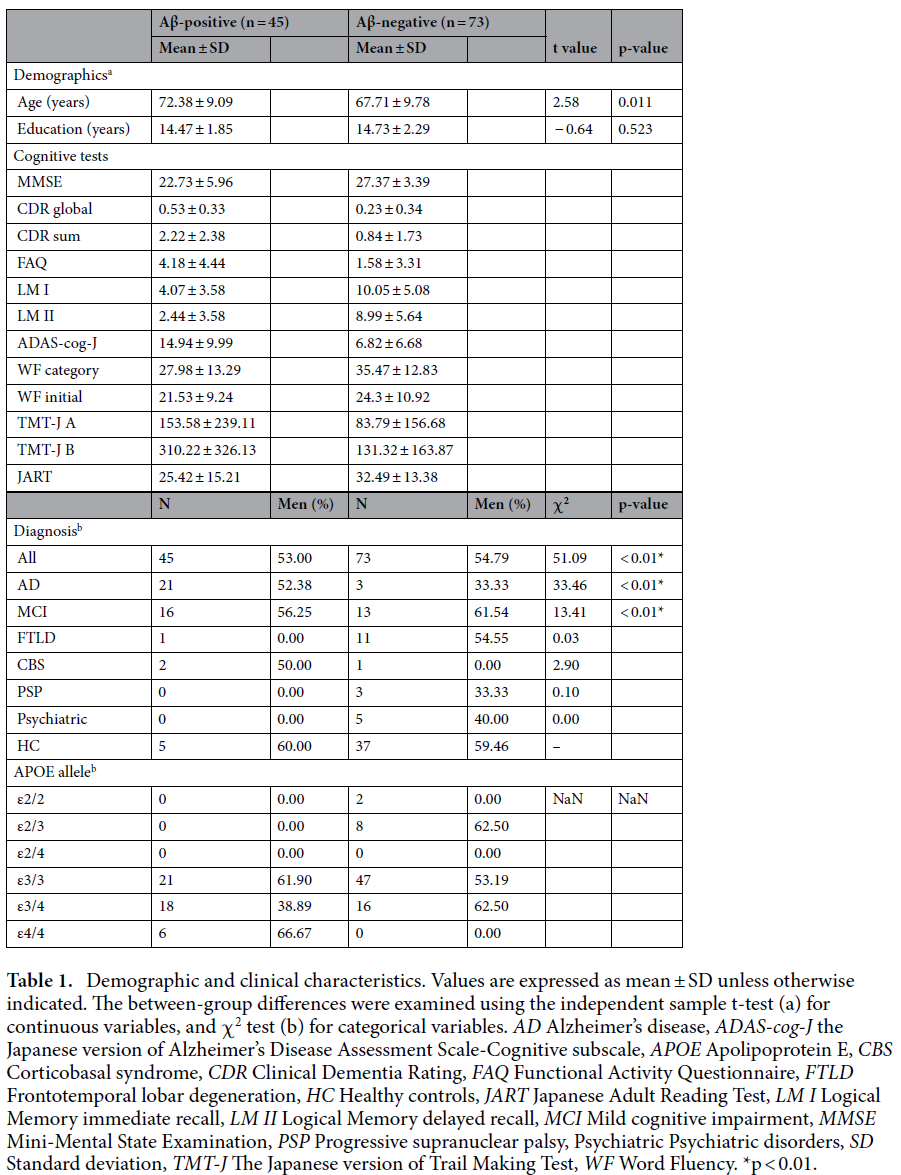 Aβ-positive (n = 45) Aβ-negative (n = 73)
Mean ± SD Mean ± SD t value p-value
Demographicsᵃ
Age (years) 72.38 ± 9.09 67.71 ± 9.78 2.58 0.011
Education (years) 14.47 ± 1.85 14.73 ± 2.29 − 0.64 0.523
Cognitive tests
MMSE 22.73 ± 5.96 27.37 ± 3.39
CDR global 0.53 ± 0.33 0.23 ± 0.34
CDR sum 2.22 ± 2.38 0.84 ± 1.73
FAQ 4.18 ± 4.44 1.58 ± 3.31
LM I 4.07 ± 3.58 10.05 ± 5.08
LM II 2.44 ± 3.58 8.99 ± 5.64
ADAS-cog-J 14.94 ± 9.99 6.82 ± 6.68
WF category 27.98 ± 13.29 35.47 ± 12.83
WF initial 21.53 ± 9.24 24.3 ± 10.92
TMT-J A 153.58 ± 239.11 83.79 ± 156.68
TMT-J B 310.22 ± 326.13 131.32 ± 163.87
JART 25.42 ± 15.21 32.49 ± 13.38
N Men (%) N Men (%) χ² p-value
Diagnosisᵇ
All 45 53.00 73 54.79 51.09 < 0.01*
AD 21 52.38 3 33.33 33.46 < 0.01*
MCI 16 56.25 13 61.54 13.41 < 0.01*
FTLD 1 0.00 11 54.55 0.03
CBS 2 50.00 1 0.00 2.90
PSP 0 0.00 3 33.33 0.10
Psychiatric 0 0.00 5 40.00 0.00
HC 5 60.00 37 59.46 –
APOE alleleᵇ
ε2/2 0 0.00 2 0.00 NaN NaN
ε2/3 0 0.00 8 62.50
ε2/4 0 0.00 0 0.00
ε3/3 21 61.90 47 53.19
ε3/4 18 38.89 16 62.50
ε4/4 6 66.67 0 0.00
Table 1. Demographic and clinical characteristics. Values are expressed as mean ± SD unless otherwise
indicated. The between-group differences were examined using the independent sample t-test (a) for
continuous variables, and χ² test (b) for categorical variables. AD Alzheimer's disease, ADAS-cog-J the
Japanese version of Alzheimer's Disease Assessment Scale-Cognitive subscale, APOE Apolipoprotein E, CBS
Corticobasal syndrome, CDR Clinical Dementia Rating, FAQ Functional Activity Questionnaire, FTLD
Frontotemporal lobar degeneration, HC Healthy controls, JART Japanese Adult Reading Test, LM I Logical
Memory immediate recall, LM II Logical Memory delayed recall, MCI Mild cognitive impairment, MMSE
Mini-Mental State Examination, PSP Progressive supranuclear palsy, Psychiatric Psychiatric disorders, SD
Standard deviation, TMT-J The Japanese version of Trail Making Test, WF Word Fluency. *p < 0.01.